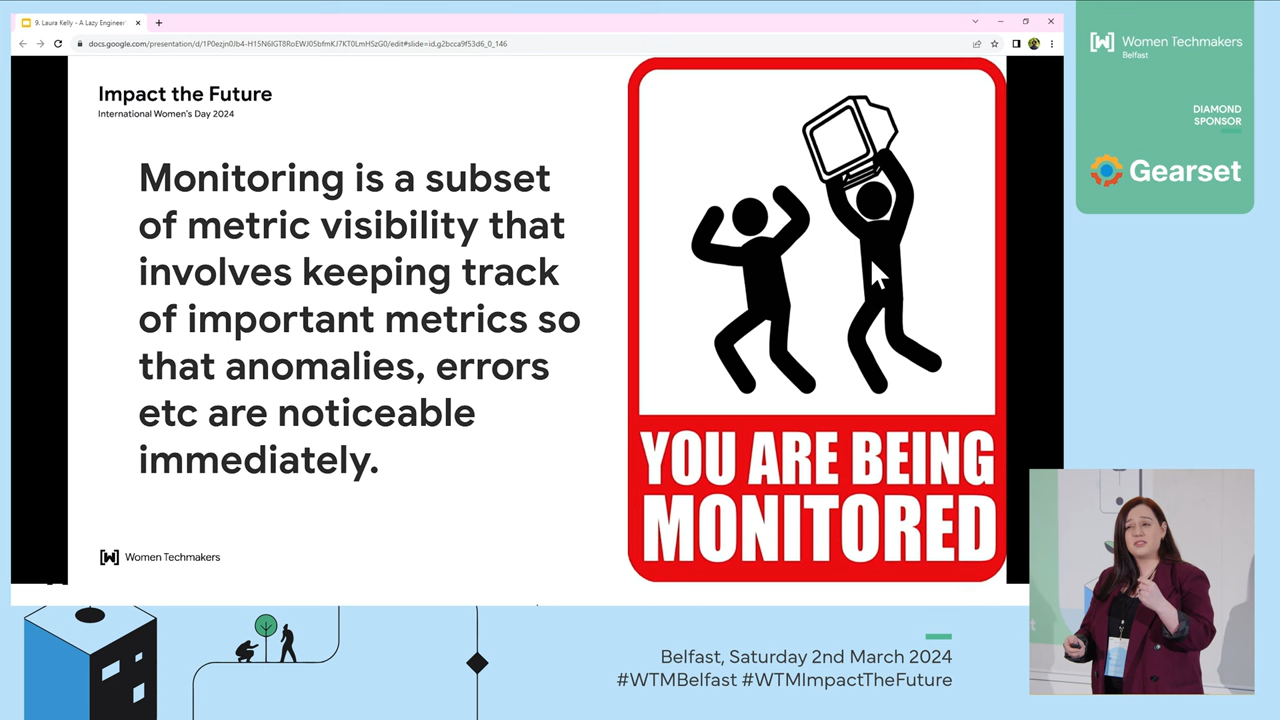 9. Laura Kelly - A Lazy Engineer'
docs.google.com/presentation/d/1P0ezjn0Jb4-H15N6IGT8RoEWJ05bfmKJ7KT0LmHSzG0/edit#slide=id.g2bcca9f53d6_0_146
Impact the Future
International Women's Day 2024
Monitoring is a subset
of metric visibility that
involves keeping track
of important metrics so
that anomalies, errors
etc are noticeable
immediately.
YOU ARE BEING
MONITORED
Women Techmakers
Women Techmakers
Belfast
DIAMOND
SPONSOR
Gearset
Belfast, Saturday 2nd March 2024
#WTMBelfast #WTMImpactTheFuture